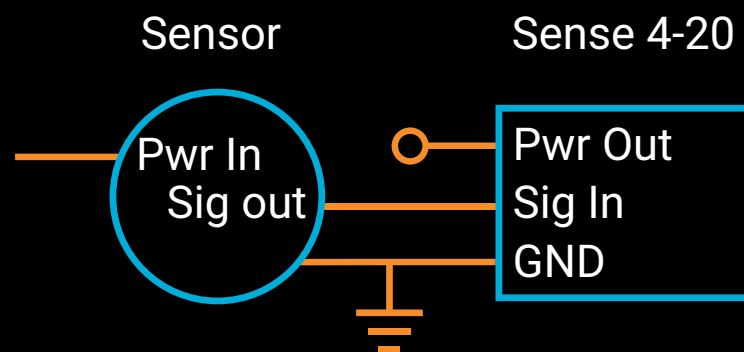 Sensor
Sense 4-20
Pwr In
Sig out
Pwr Out
Sig In
GND